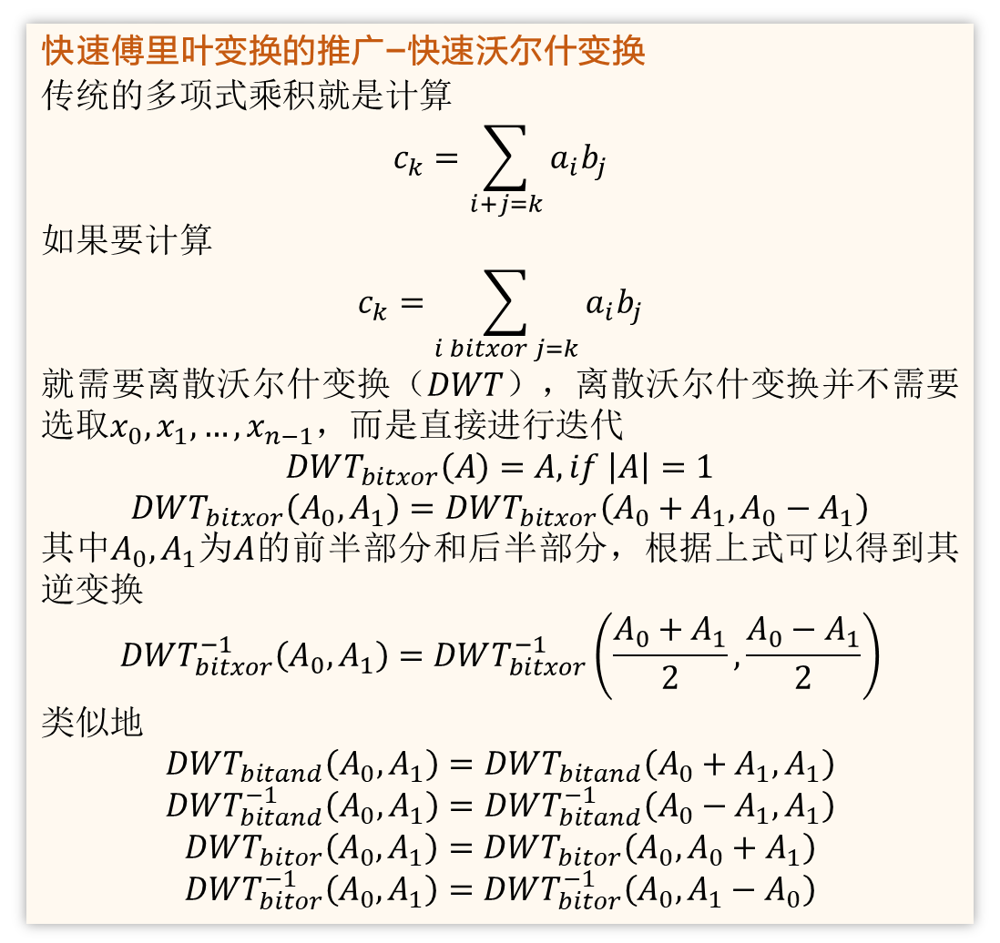 快速傅里叶变换的推广–快速沃尔什变换
传统的多项式乘积就是计算
$c_k = \sum_{i+j=k} a_i b_j$
如果要计算
$c_k = \sum_{i\ bitxor\ j=k} a_i b_j$
就需要离散沃尔什变换（$DWT$），离散沃尔什变换并不需要
选取$x_0, x_1, \ldots, x_{n-1}$，而是直接进行迭代
$DWT_{bitxor}(A) = A, if\ |A| = 1$
$DWT_{bitxor}(A_0, A_1) = DWT_{bitxor}(A_0 + A_1, A_0 - A_1)$
其中$A_0, A_1$为$A$的前半部分和后半部分，根据上式可以得到其
逆变换
$DWT_{bitxor}^{-1}(A_0, A_1) = DWT_{bitxor}^{-1}\left(\frac{A_0 + A_1}{2}, \frac{A_0 - A_1}{2}\right)$
类似地
$DWT_{bitand}(A_0, A_1) = DWT_{bitand}(A_0 + A_1, A_1)$
$DWT_{bitand}^{-1}(A_0, A_1) = DWT_{bitand}^{-1}(A_0 - A_1, A_1)$
$DWT_{bitor}(A_0, A_1) = DWT_{bitor}(A_0, A_0 + A_1)$
$DWT_{bitor}^{-1}(A_0, A_1) = DWT_{bitor}^{-1}(A_0, A_1 - A_0)$